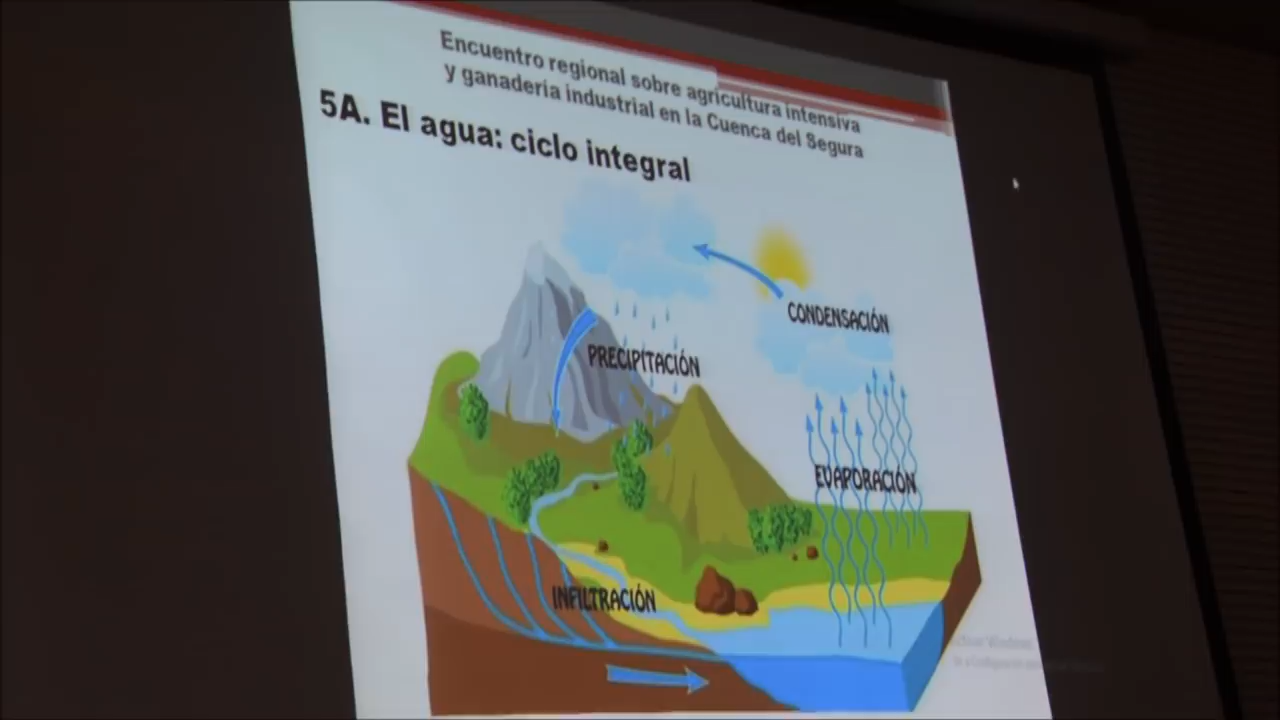 Encuentro regional sobre agricultura intensiva
y ganadería industrial en la Cuenca del Segura
5A. El agua: ciclo integral
CONDENSACIÓN
PRECIPITACIÓN
EVAPORACIÓN
INFILTRACIÓN